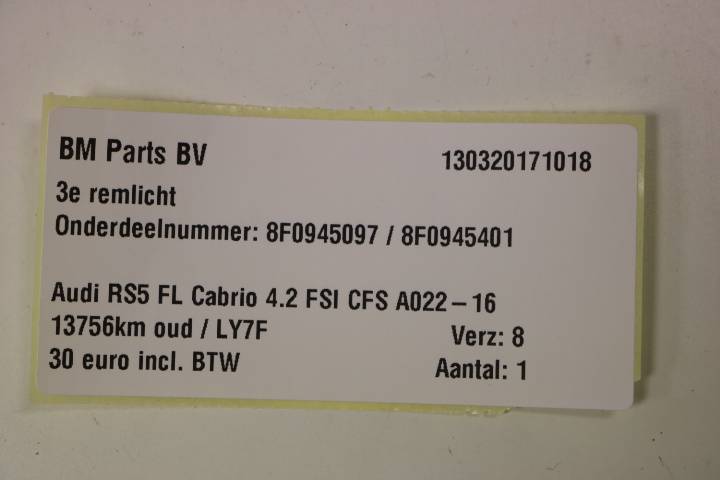 BM Parts BV 130320171018
3e remlicht
Onderdeelnummer: 8F0945097 / 8F0945401
Audi RS5 FL Cabrio 4.2 FSI CFS A022-16
13756km oud / LY7F Verz: 8
30 euro incl. BTW Aantal: 1